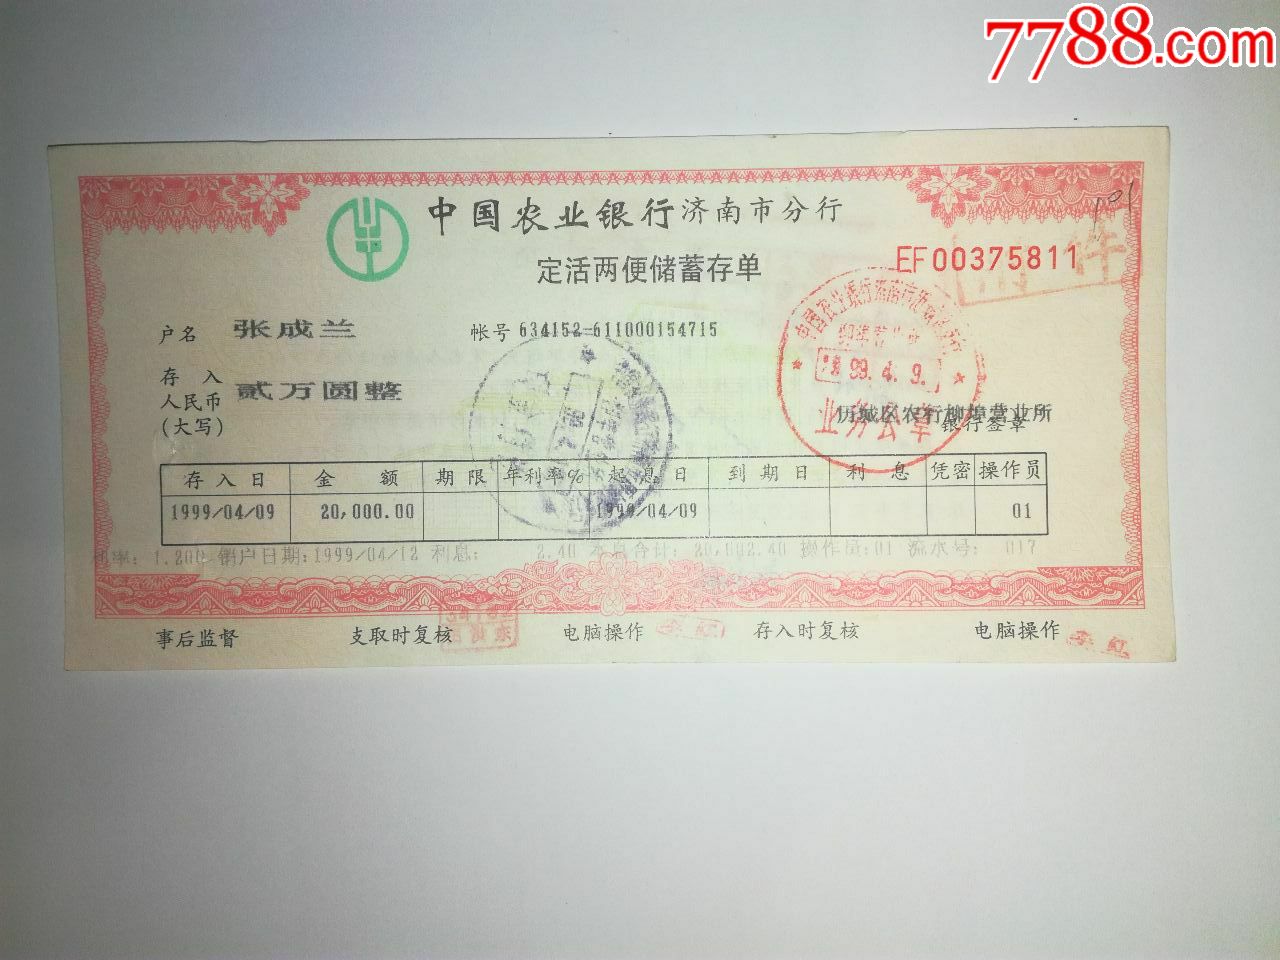 7788.com
101
中国农业银行济南市分行
定活两便储蓄存单
EF00375811
户名 张成兰 帐号 634152-611000154715
存入
人民币
(大写)
贰万圆整
99.4.9.
业务公章
历城区农行柳埠营业所
银行签章
存入日 金额 期限 年利率% 起息日 到期日 利息 凭密 操作员
1999/04/09 20,000.00 1999/04/09 01
利率: 1.200 销户日期:1999/04/12 利息: 2.40 本息合计: 20,002.40 操作员:01 流水号: 017
事后监督 支取时复核 电脑操作 存入时复核 电脑操作